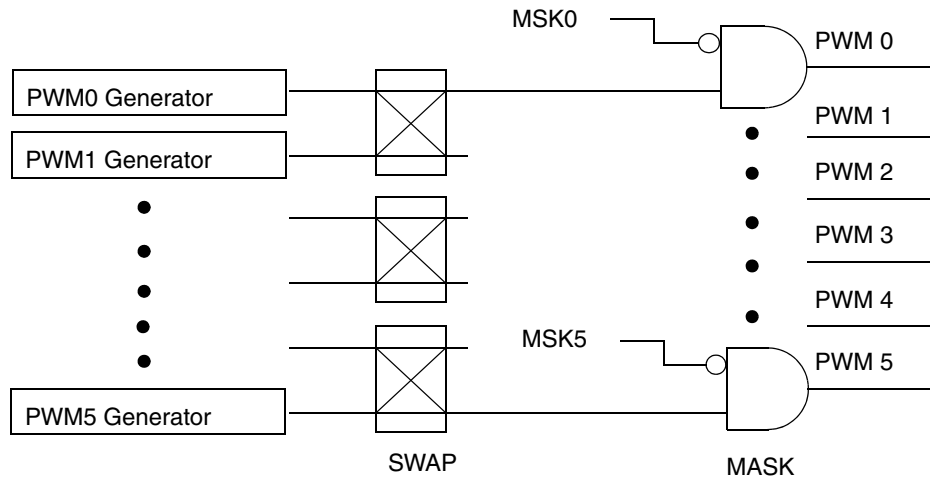 MSK0
PWM 0
PWM0 Generator
PWM 1
PWM1 Generator
PWM 2
PWM 3
PWM 4
MSK5
PWM 5
PWM5 Generator
SWAP
MASK